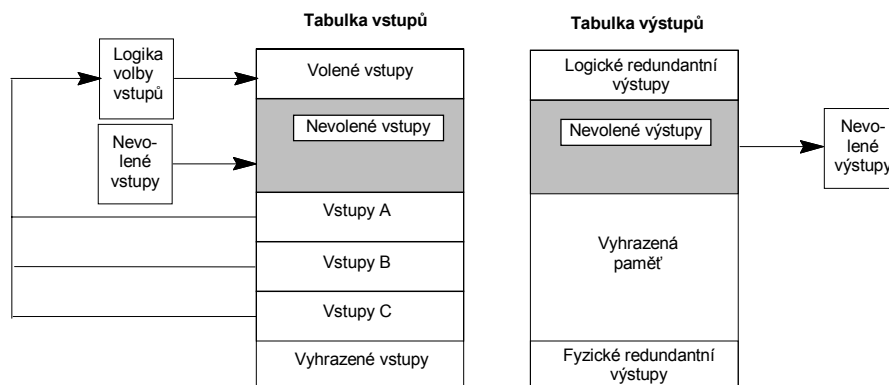 Tabulka vstupů
Tabulka výstupů
Logika
volby
vstupů
Volené vstupy
Logické redundantní
výstupy
Nevolené vstupy
Nevolené výstupy
Nevo-
lené
vstupy
Nevo-
lené
výstupy
Vstupy A
Vstupy B
Vstupy C
Vyhrazená
paměť
Vyhrazené vstupy
Fyzické redundantní
výstupy